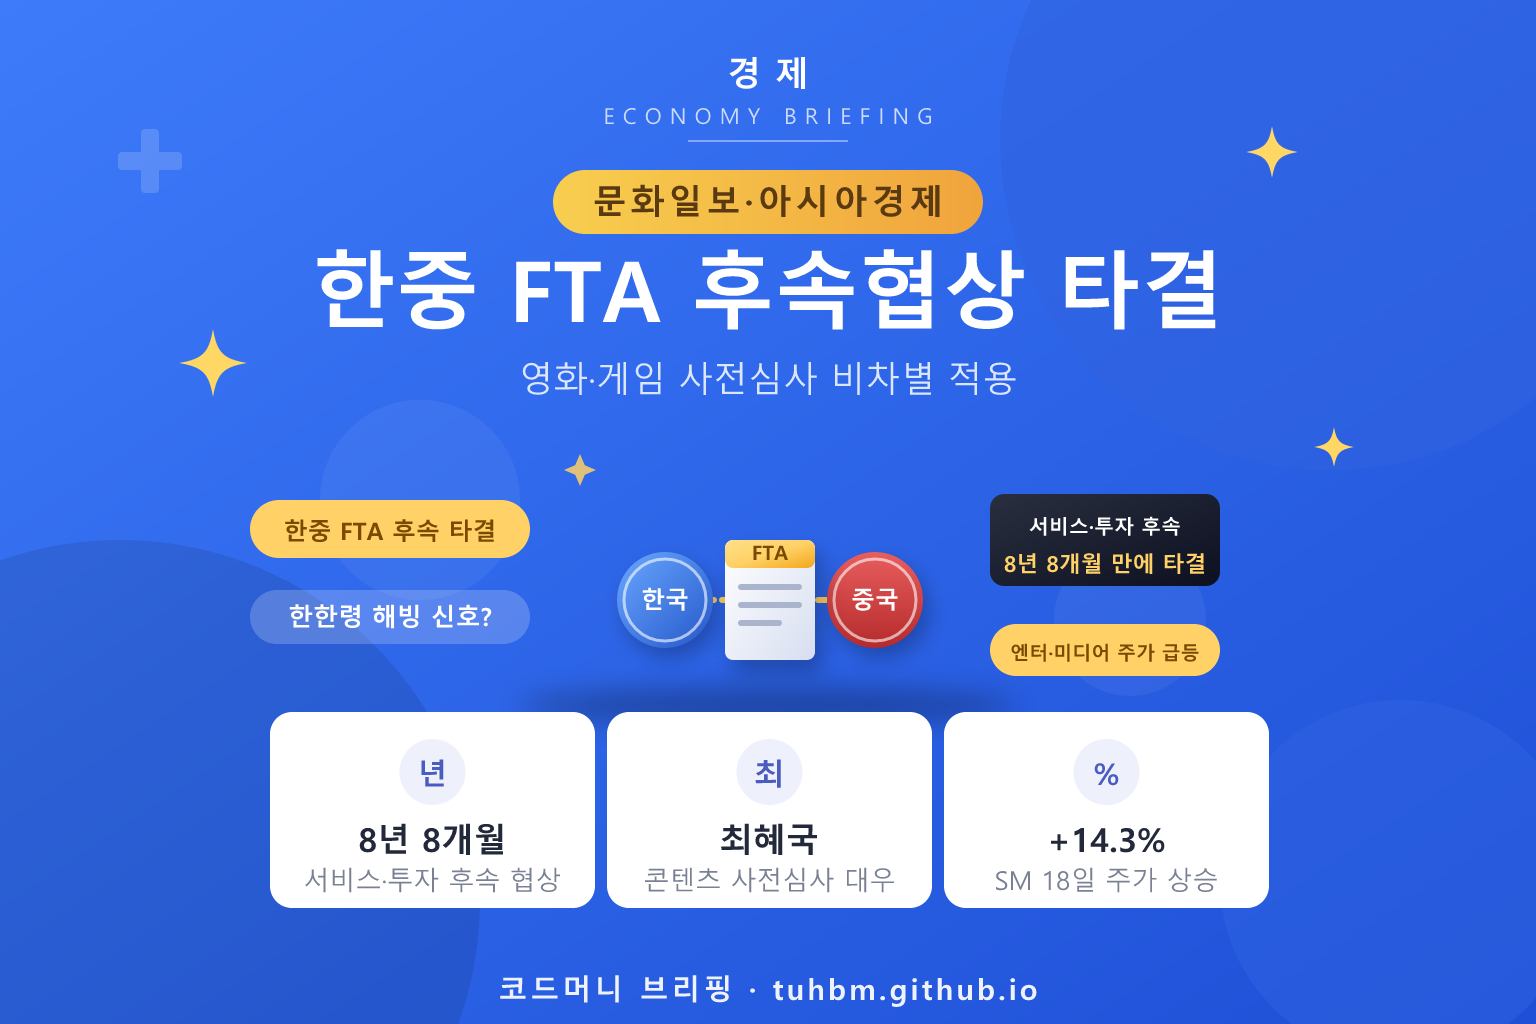 경제
ECONOMY BRIEFING
문화일보·아시아경제
한중 FTA 후속협상 타결
영화·게임 사전심사 비차별 적용
한중 FTA 후속 타결
한한령 해빙 신호?
한국
FTA
중국
서비스·투자 후속
8년 8개월 만에 타결
엔터·미디어 주가 급등
년
8년 8개월
서비스·투자 후속 협상
최
최혜국
콘텐츠 사전심사 대우
%
+14.3%
SM 18일 주가 상승
코드머니 브리핑 · tuhbm.github.io